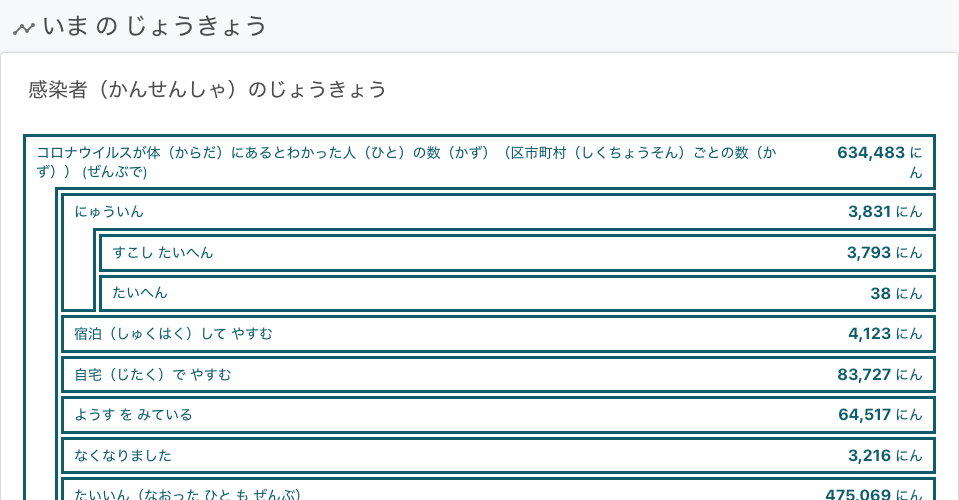 いま の じょうきょう
感染者（かんせんしゃ）のじょうきょう
コロナウイルスが体（からだ）にあるとわかった人（ひと）の数（かず）（区市町村（しくちょうそん）ごとの数（か
ず）） (ぜんぶで)
634,483 に
ん
にゅういん 3,831 にん
すこし たいへん 3,793 にん
たいへん 38 にん
宿泊（しゅくはく）して やすむ 4,123 にん
自宅（じたく）で やすむ 83,727 にん
ようす を みている 64,517 にん
なくなりました 3,216 にん
たいいん（なおった ひと も ぜんぶ） 475,069 にん